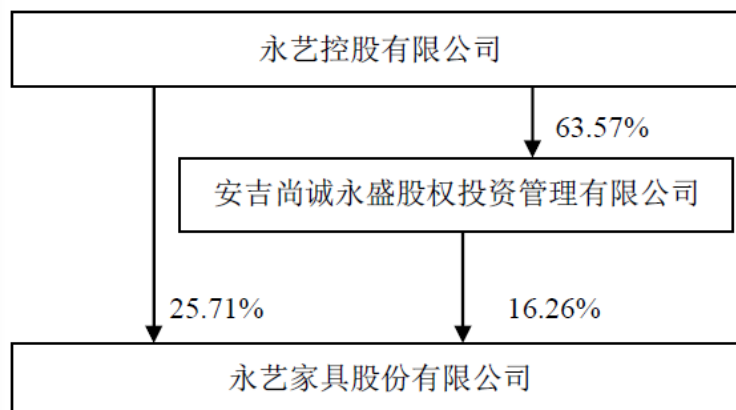 永艺控股有限公司
63.57%
安吉尚诚永盛股权投资管理有限公司
25.71%
16.26%
永艺家具股份有限公司